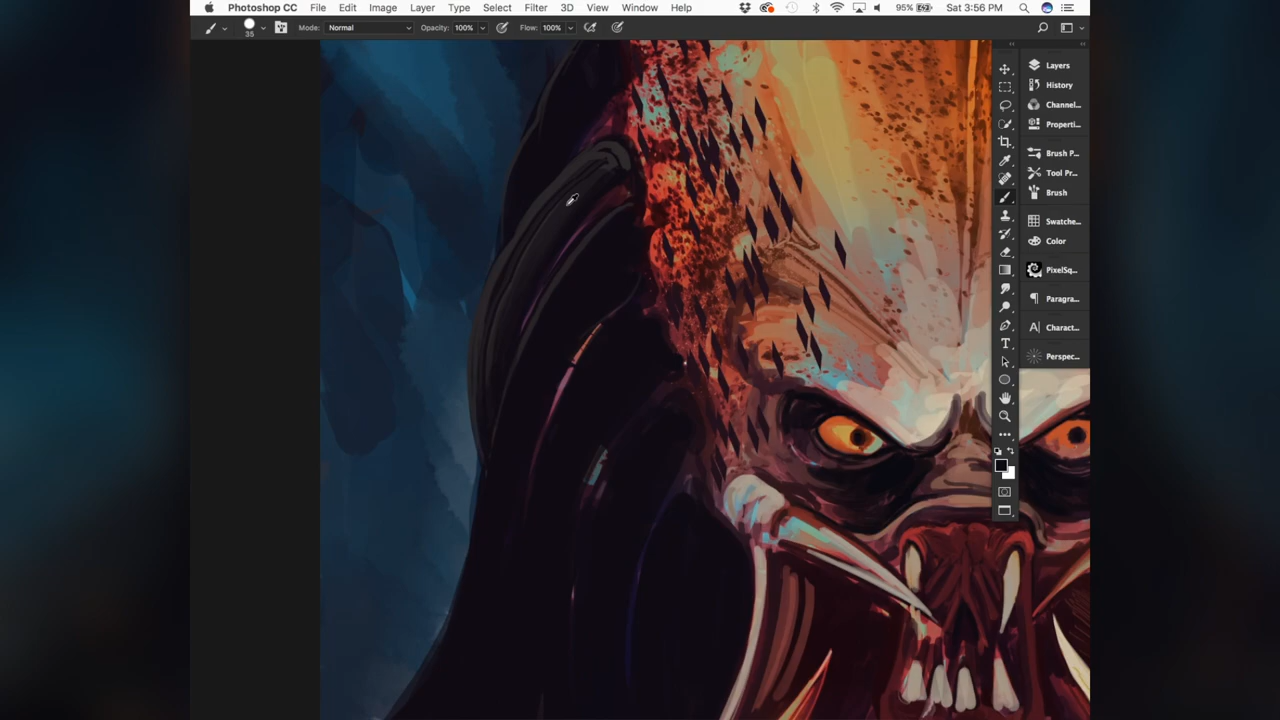 Photoshop CC File Edit Image Layer Type Select Filter 3D View Window Help 95% Sat 3:56 PM
35 Mode: Normal Opacity: 100% Flow: 100%
Layers
History
Channel...
Properti...
Brush P...
Tool Pr...
Brush
Swatche...
Color
PixelSq...
Paragra...
Charact...
Perspec...